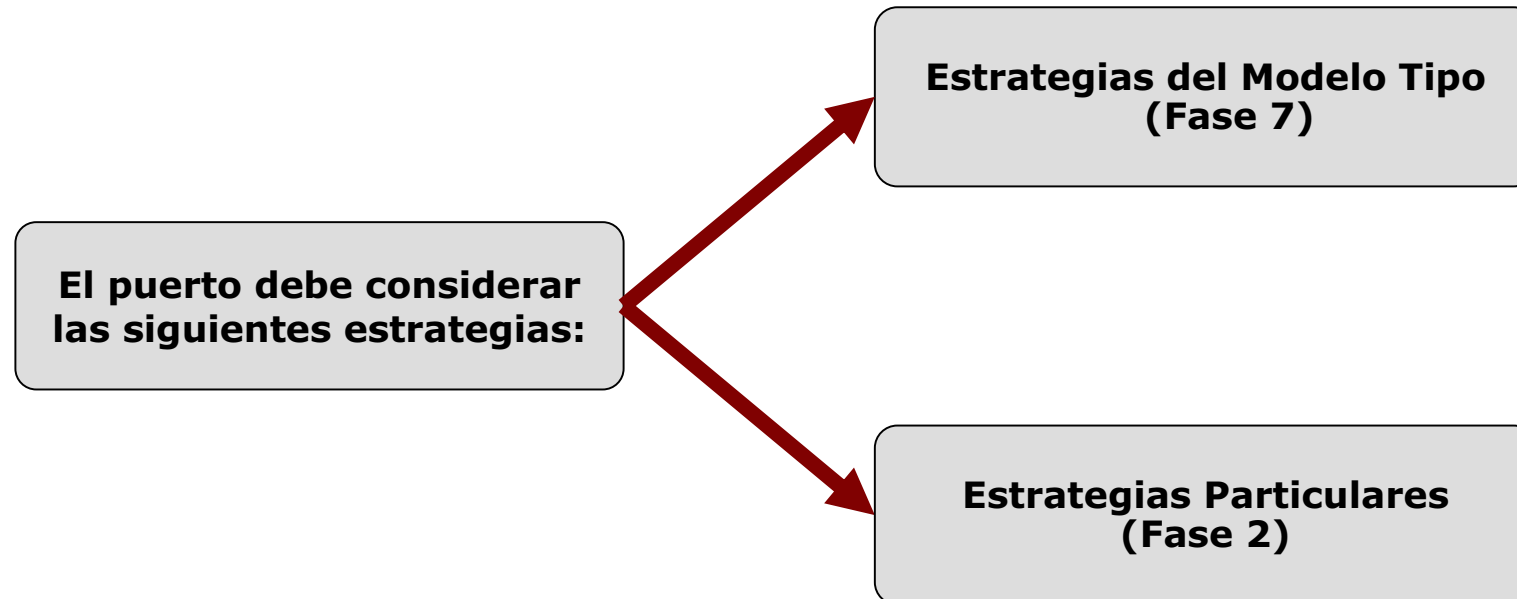 Estrategias del Modelo Tipo
(Fase 7)
El puerto debe considerar
las siguientes estrategias:
Estrategias Particulares
(Fase 2)